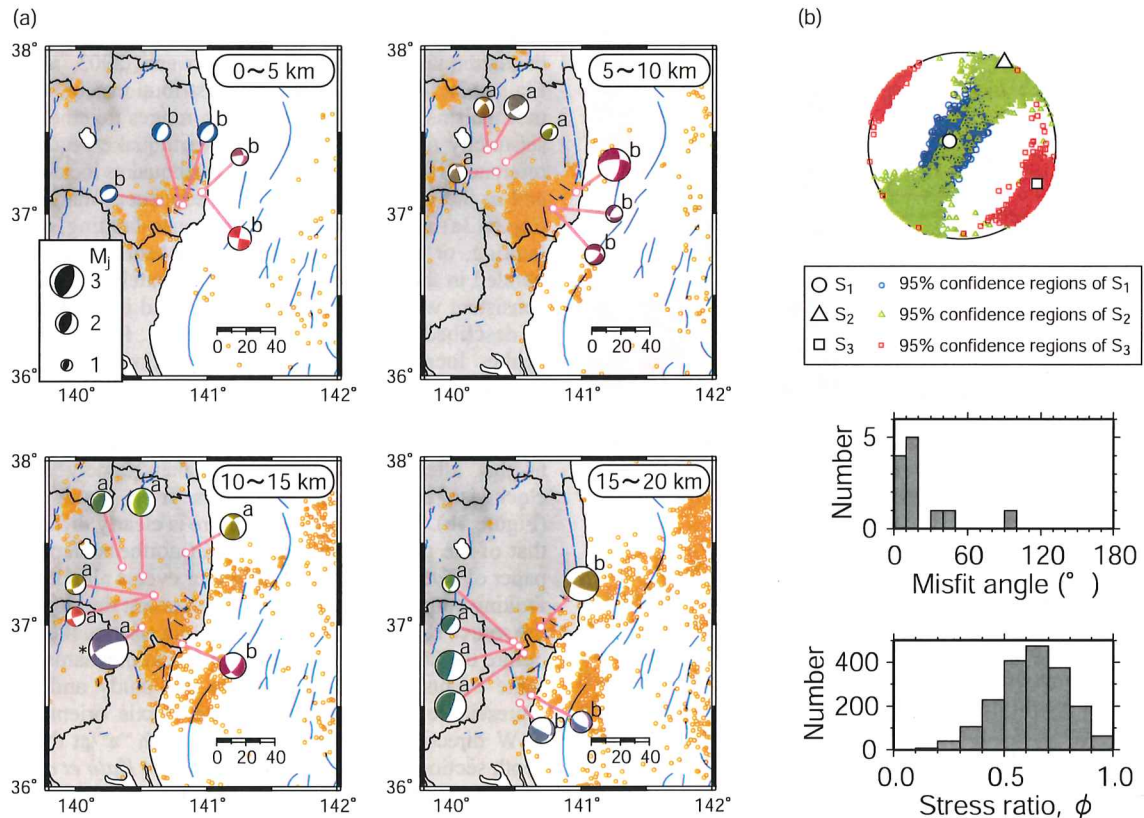 (a)
38°
37°
36°
140°
141°
142°
0~5 km
b
b
b
b
b
Mj
3
2
1
0 20 40
38°
37°
36°
140°
141°
142°
5~10 km
a
a
a
a
b
b
b
0 20 40
38°
37°
36°
140°
141°
142°
10~15 km
a
a
a
a
a
a
*
b
0 20 40
38°
37°
36°
140°
141°
142°
15~20 km
a
a
a
a
b
b
b
0 20 40
(b)
S1 95% confidence regions of S1
S2 95% confidence regions of S2
S3 95% confidence regions of S3
Number
5
0
0 60 120 180
Misfit angle (° )
Number
400
200
0
0.0 0.5 1.0
Stress ratio, ϕ